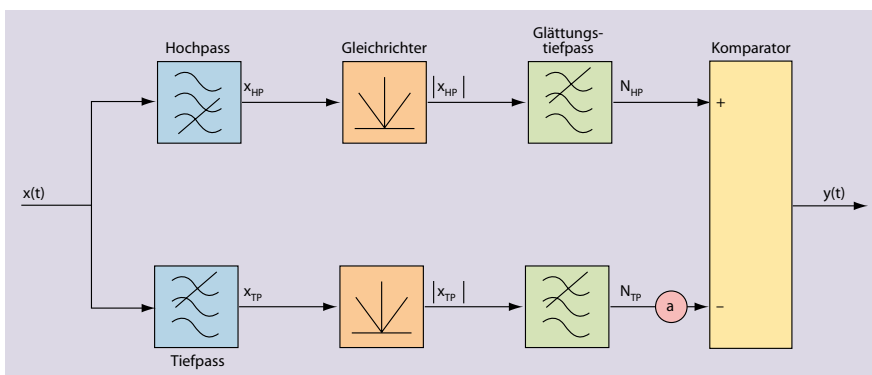 Hochpass
Gleichrichter
Glättungs-
tiefpass
Komparator
x_HP
|x_HP|
N_HP
+
x(t)
y(t)
x_TP
|x_TP|
N_TP
a
−
Tiefpass